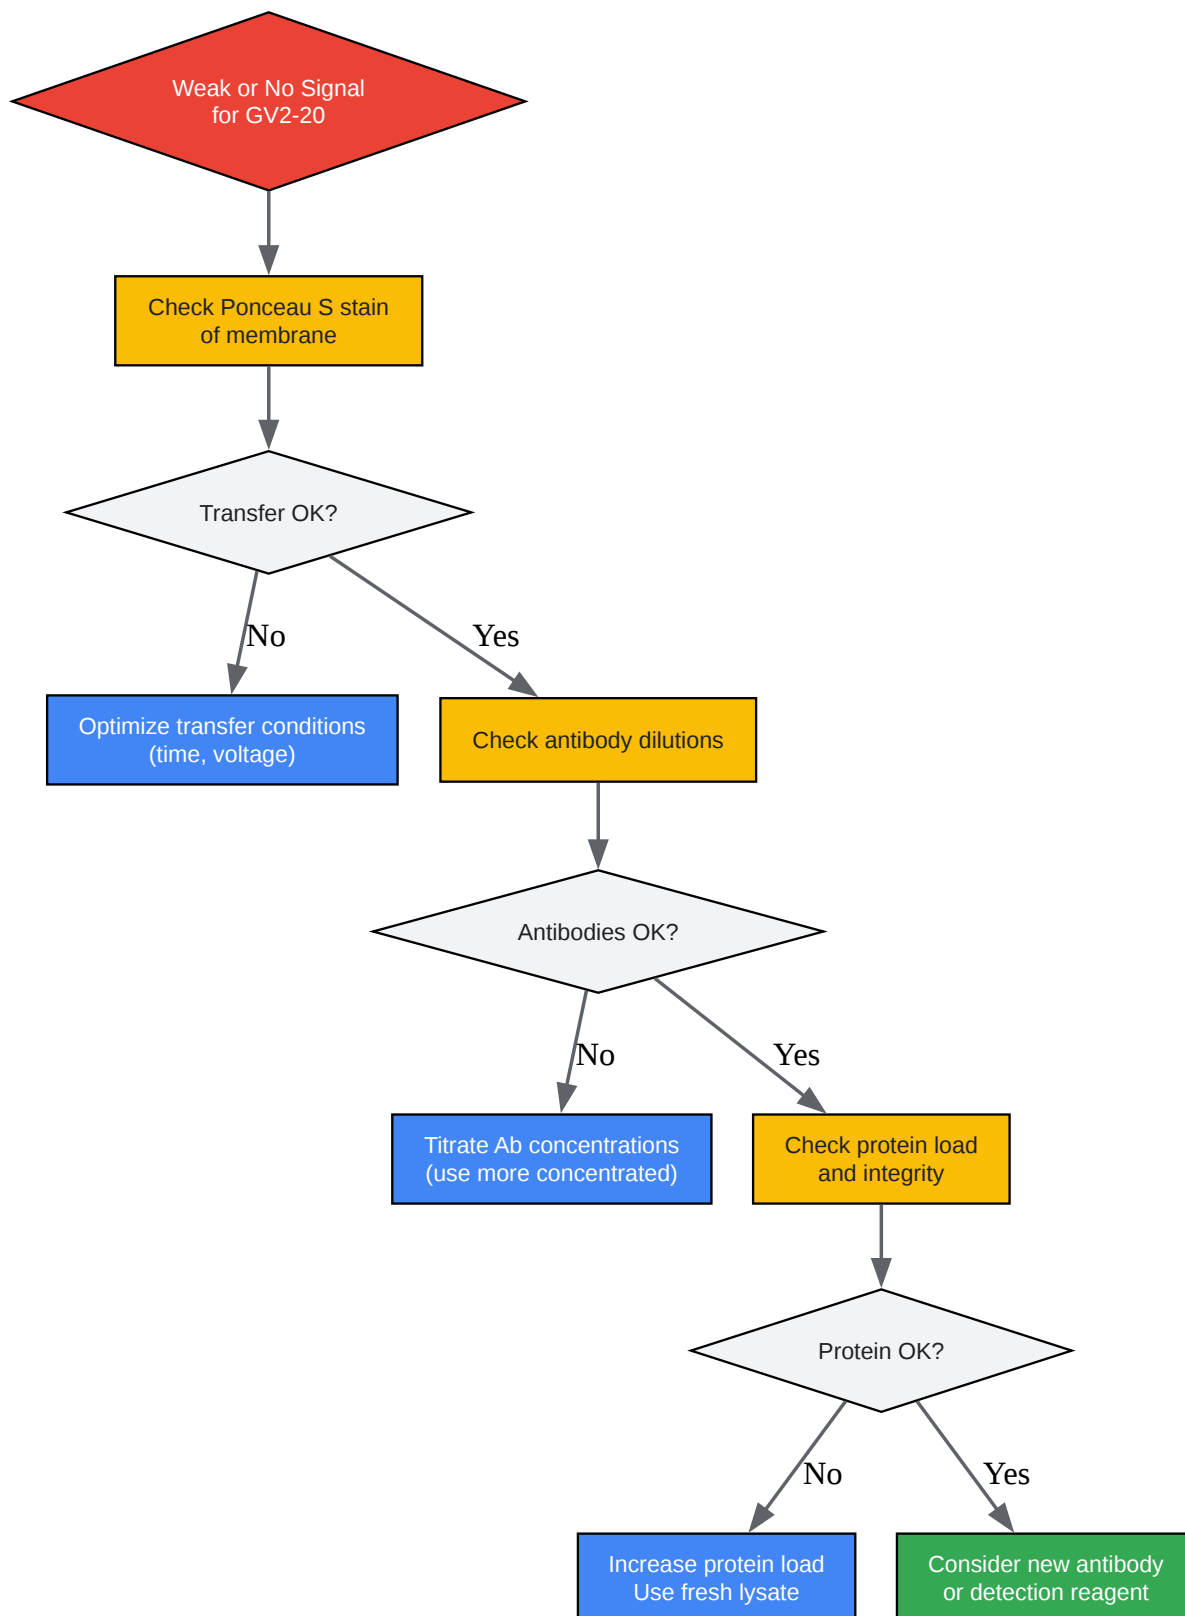 Weak or No Signal
for GV2-20
Check Ponceau S stain
of membrane
Transfer OK?
No
Yes
Optimize transfer conditions
(time, voltage)
Check antibody dilutions
Antibodies OK?
No
Yes
Titrate Ab concentrations
(use more concentrated)
Check protein load
and integrity
Protein OK?
No
Yes
Increase protein load
Use fresh lysate
Consider new antibody
or detection reagent